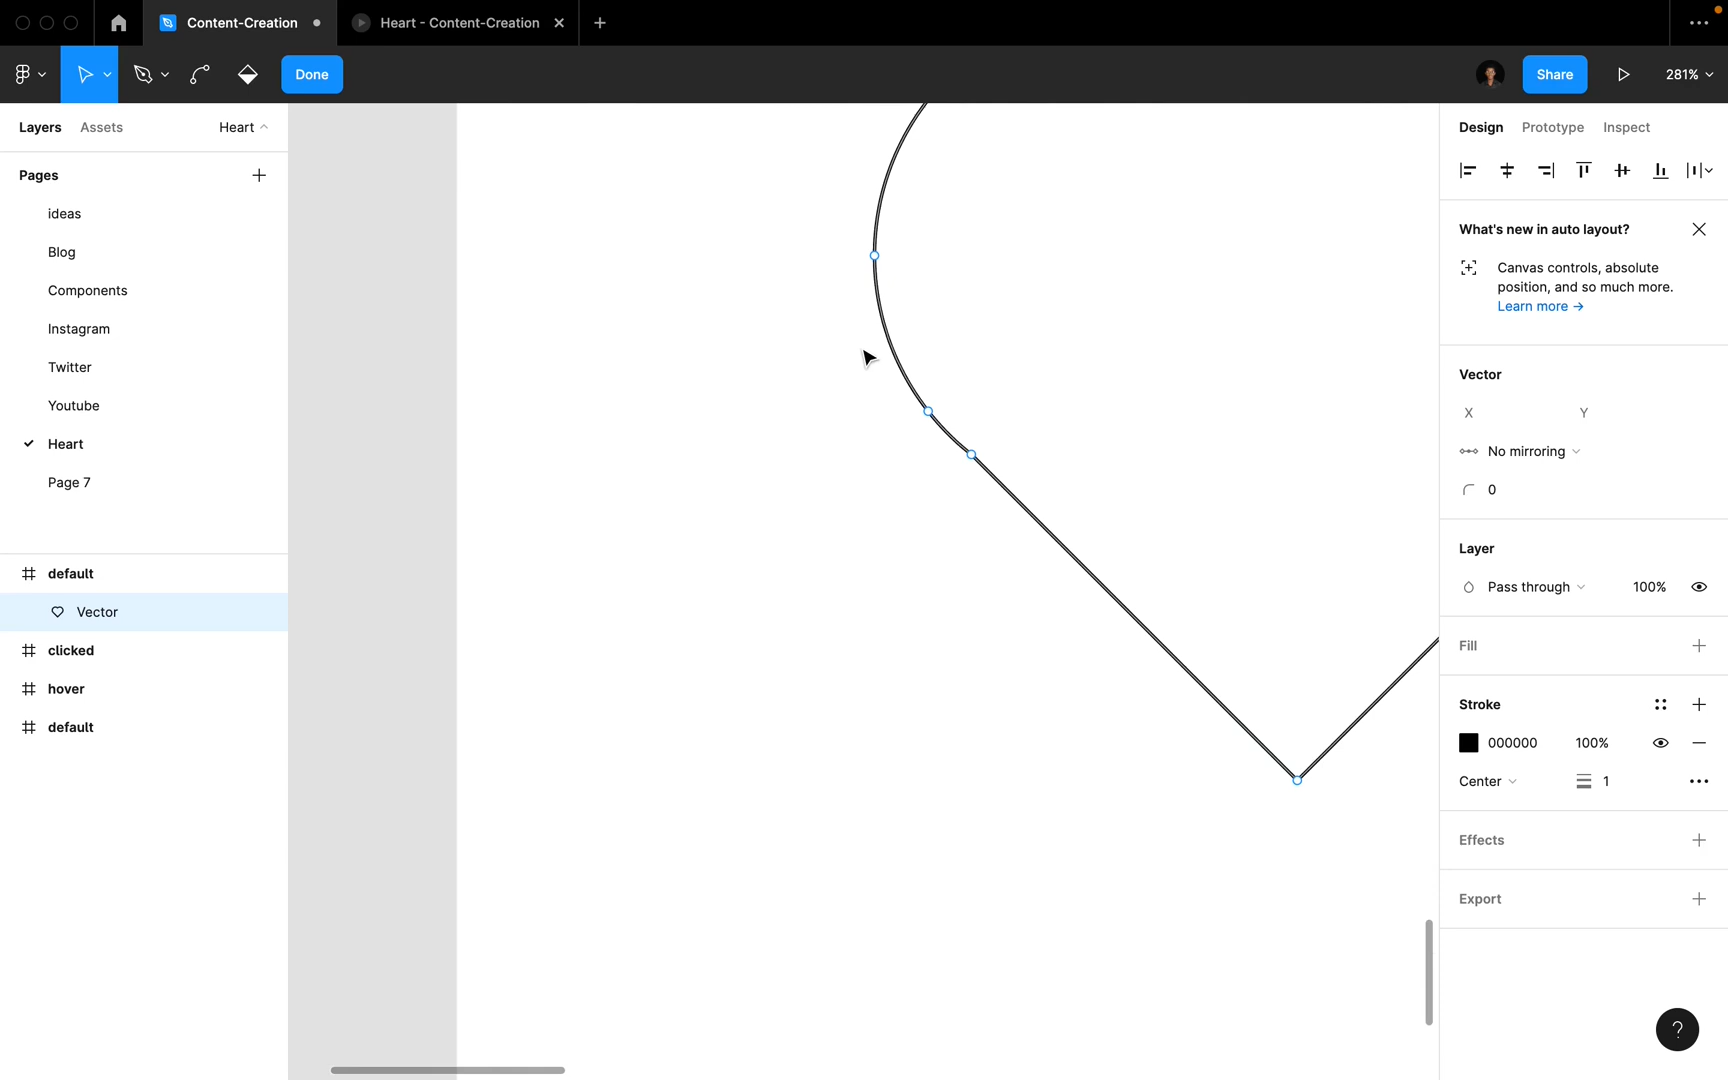 Content-Creation
Heart - Content-Creation
Done
Share
281%
Layers
Assets
Heart
Pages
ideas
Blog
Components
Instagram
Twitter
Youtube
Heart
Page 7
default
Vector
clicked
hover
default
Design
Prototype
Inspect
What's new in auto layout?
Canvas controls, absolute
position, and so much more.
Learn more →
Vector
X
Y
No mirroring
0
Layer
Pass through
100%
Fill
Stroke
000000
100%
Center
1
Effects
Export
?